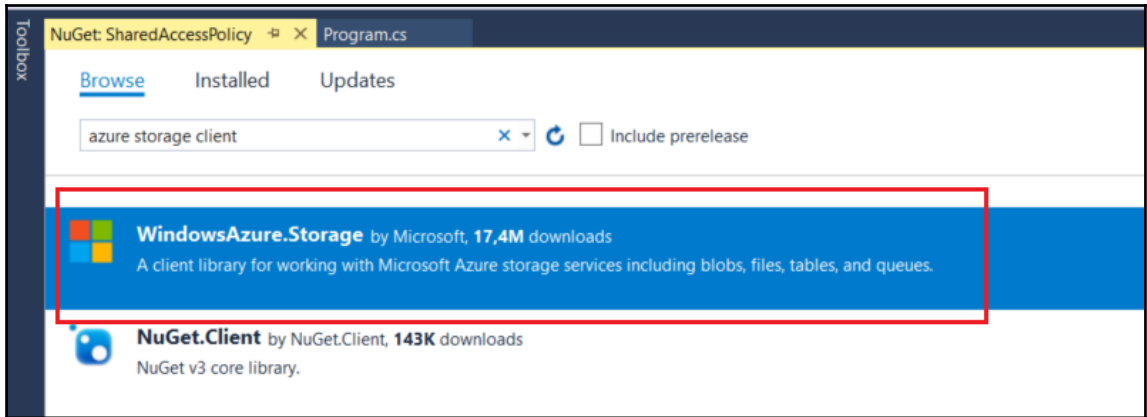 Toolbox
NuGet: SharedAccessPolicy Program.cs
Browse Installed Updates
azure storage client Include prerelease
WindowsAzure.Storage by Microsoft, 17,4M downloads
A client library for working with Microsoft Azure storage services including blobs, files, tables, and queues.
NuGet.Client by NuGet.Client, 143K downloads
NuGet v3 core library.